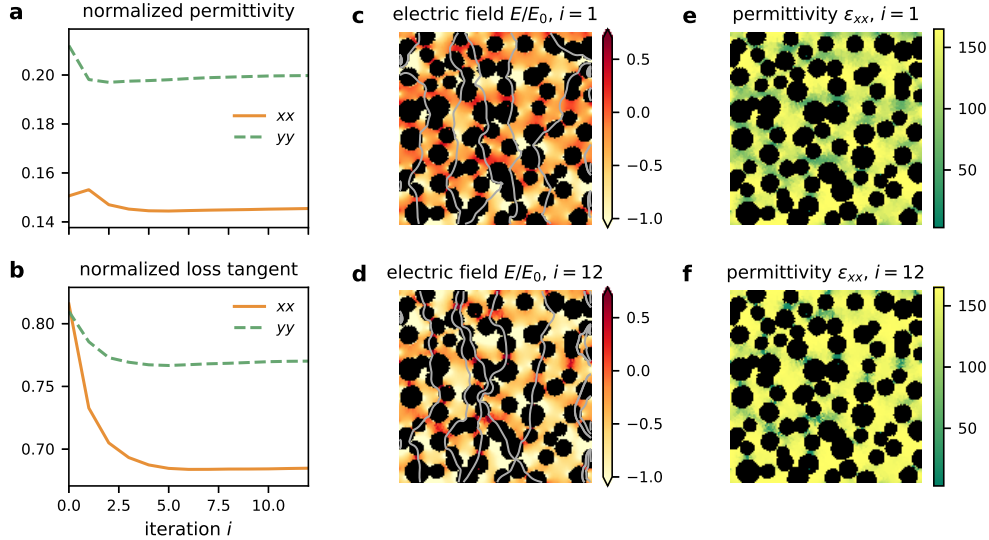 a
normalized permittivity
0.20
0.18
0.16
0.14
xx
yy
b
normalized loss tangent
0.80
0.75
0.70
xx
yy
0.0 2.5 5.0 7.5 10.0
iteration i
c
electric field E/E₀, i = 1
0.5
0.0
−0.5
−1.0
d
electric field E/E₀, i = 12
0.5
0.0
−0.5
−1.0
e
permittivity εₓₓ, i = 1
150
100
50
f
permittivity εₓₓ, i = 12
150
100
50